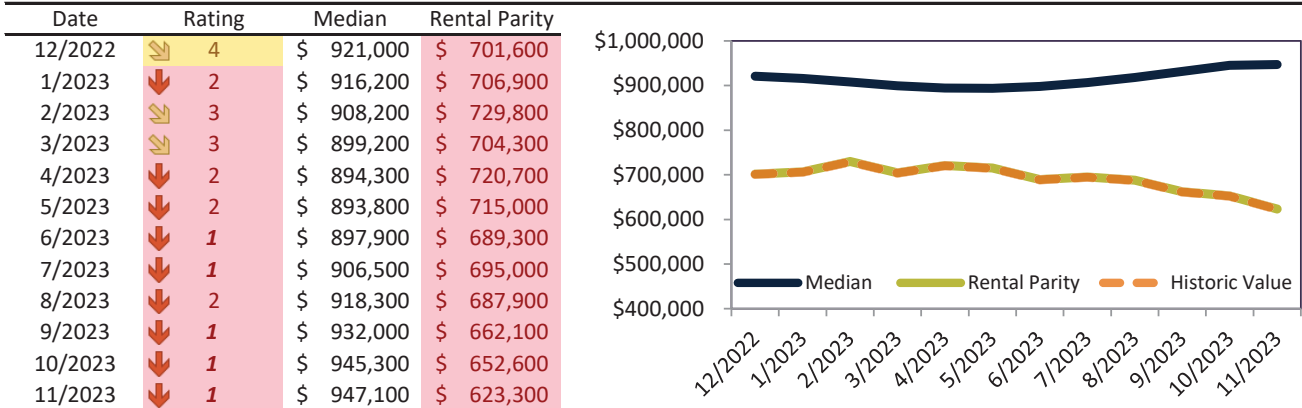 Date Rating Median Rental Parity
12/2022 4 $ 921,000 $ 701,600
1/2023 2 $ 916,200 $ 706,900
2/2023 3 $ 908,200 $ 729,800
3/2023 3 $ 899,200 $ 704,300
4/2023 2 $ 894,300 $ 720,700
5/2023 2 $ 893,800 $ 715,000
6/2023 1 $ 897,900 $ 689,300
7/2023 1 $ 906,500 $ 695,000
8/2023 2 $ 918,300 $ 687,900
9/2023 1 $ 932,000 $ 662,100
10/2023 1 $ 945,300 $ 652,600
11/2023 1 $ 947,100 $ 623,300
$1,000,000
$900,000
$800,000
$700,000
$600,000
$500,000
$400,000
Median Rental Parity Historic Value
12/2022 1/2023 2/2023 3/2023 4/2023 5/2023 6/2023 7/2023 8/2023 9/2023 10/2023 11/2023